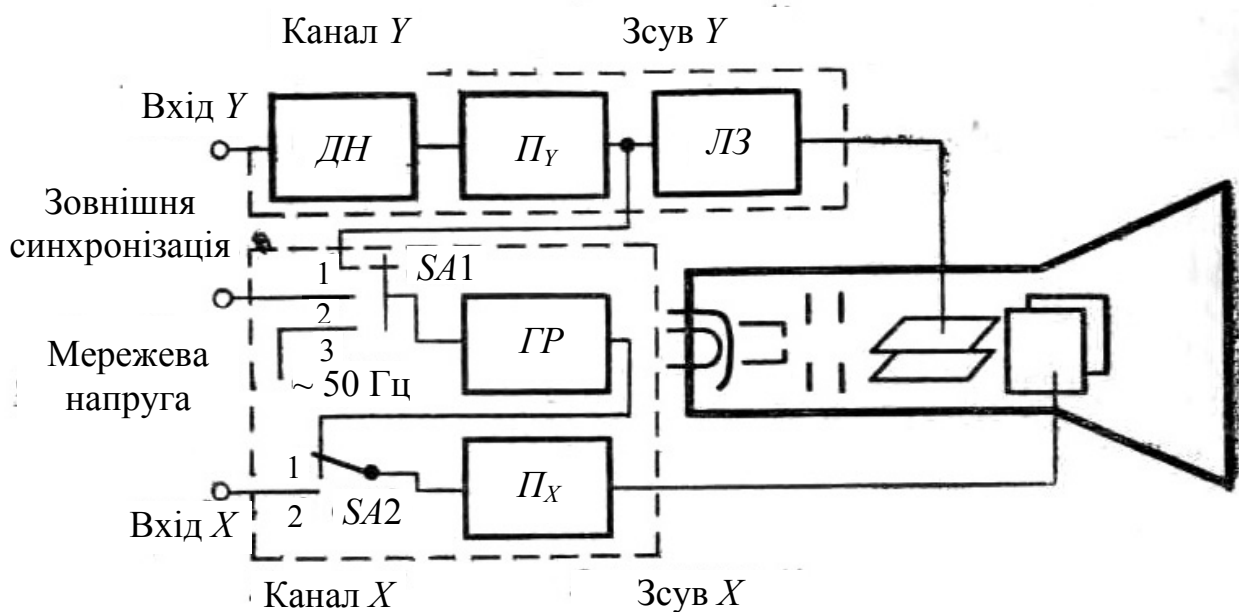 Канал Y
Зсув Y
Вхід Y
ДН
ПY
ЛЗ
Зовнішня
синхронізація
1
SA1
2
3
ГР
Мережева
напруга
~ 50 Гц
1
2
SA2
ПX
Вхід X
Канал X
Зсув X